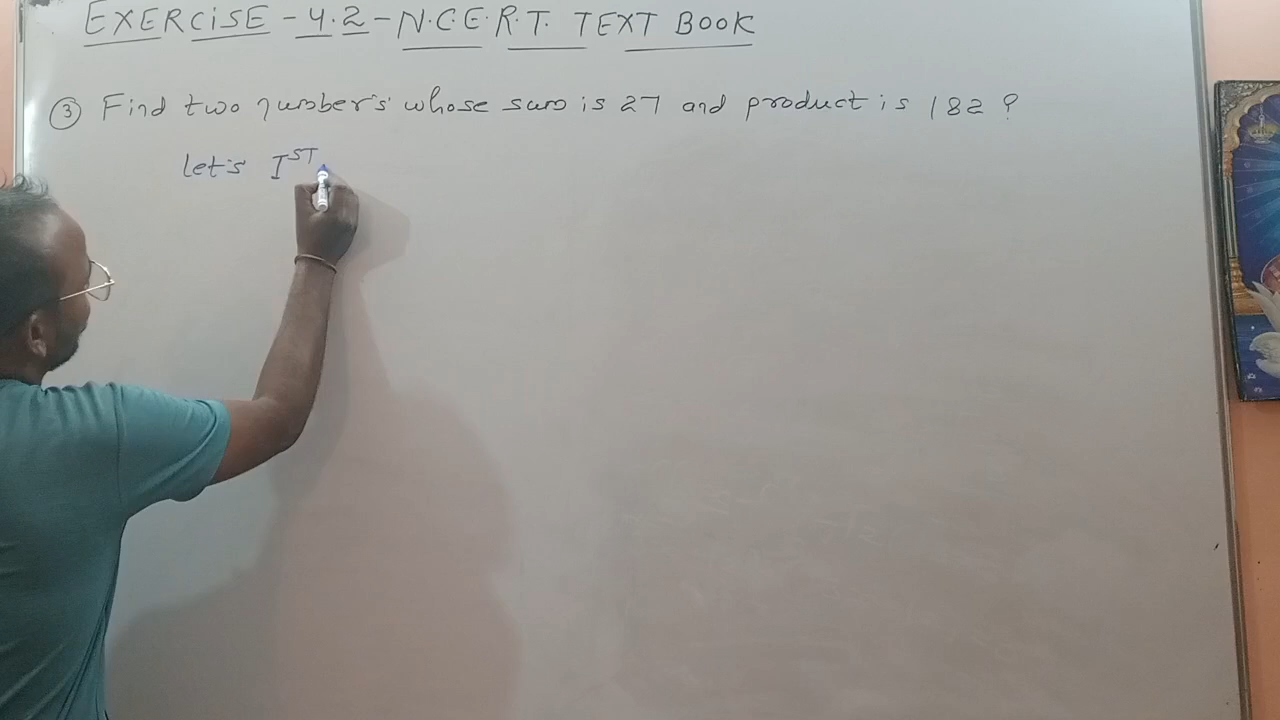 EXERCISE - 4.2 - N.C.E.R.T. TEXT BOOK
③ Find two number's whose sum is 27 and product is 182 ?
let's I ST